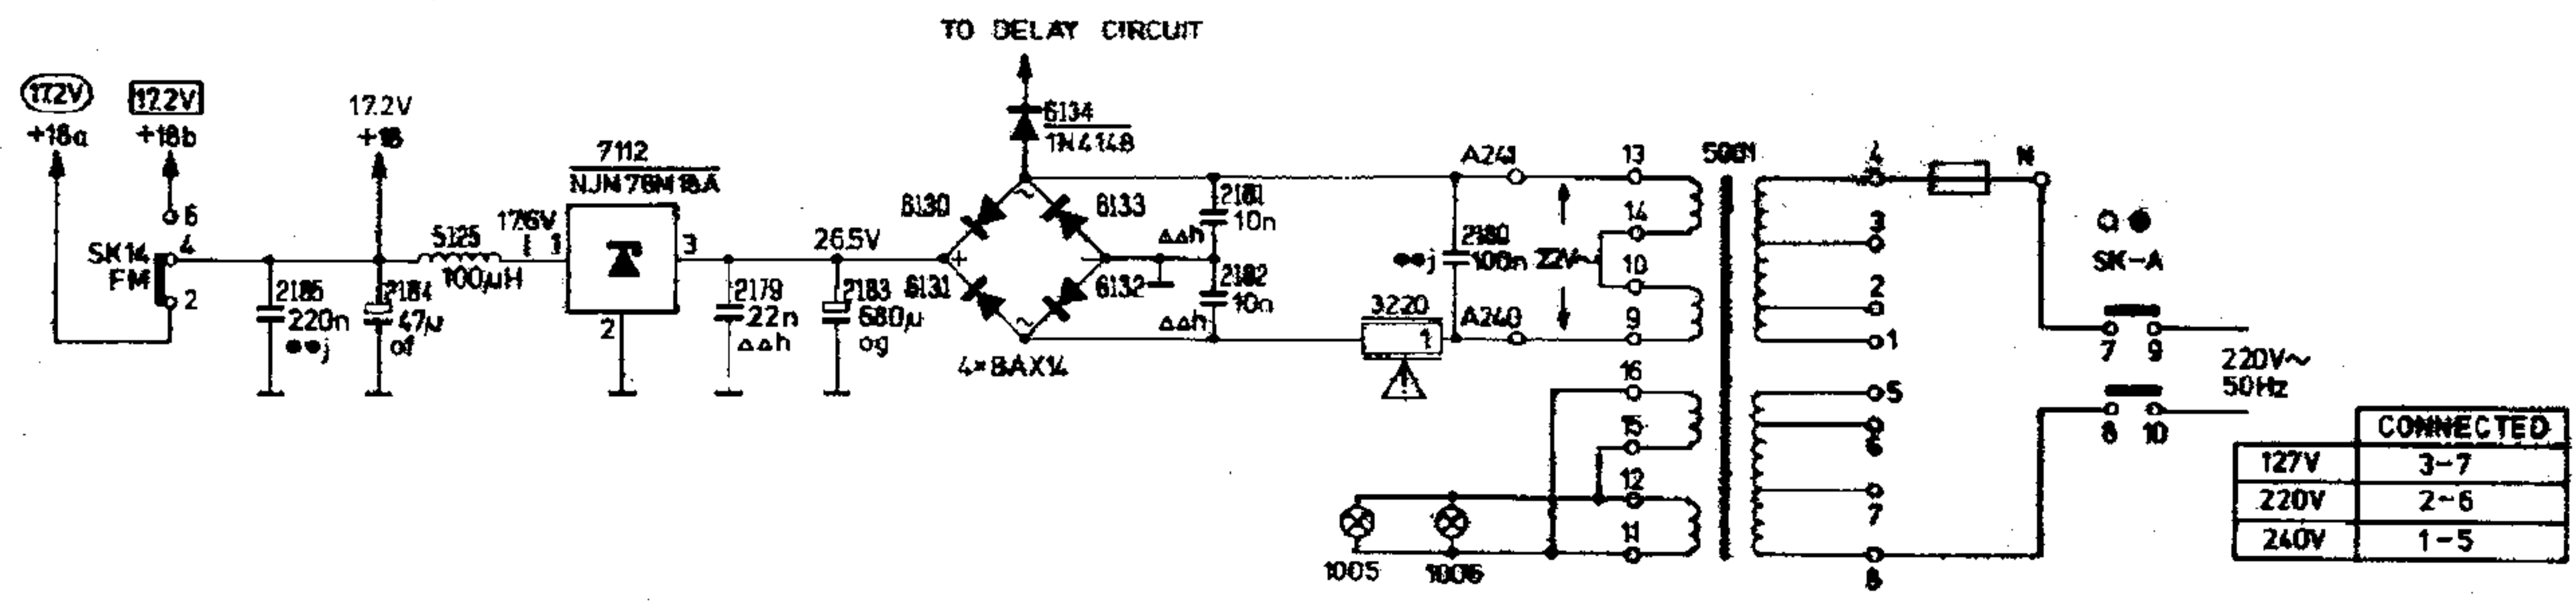 TO DELAY CIRCUIT
17.2V
+18a
17.2V
+18b
17.2V
+18
6134
1N4148
7112
NJM78M18A
SK14
FM
6
4
2
2185
220n
●●j
2184
47µ
of
5125
100µH
17.6V
1
3
2
2179
22n
△△h
26.5V
2183
680µ
og
6130
6133
6131
6132
~
+
−
~
4×BAX14
2181
10n
△△h
2182
10n
△△h
●●j
2180
100n
22V~
3220
1
A241
A240
13
14
10
9
16
15
12
11
1005
1006
4
3
2
1
5
6
7
8
N
SK-A
7
9
8
10
220V~
50Hz
CONNECTED
127V 3-7
220V 2-6
240V 1-5